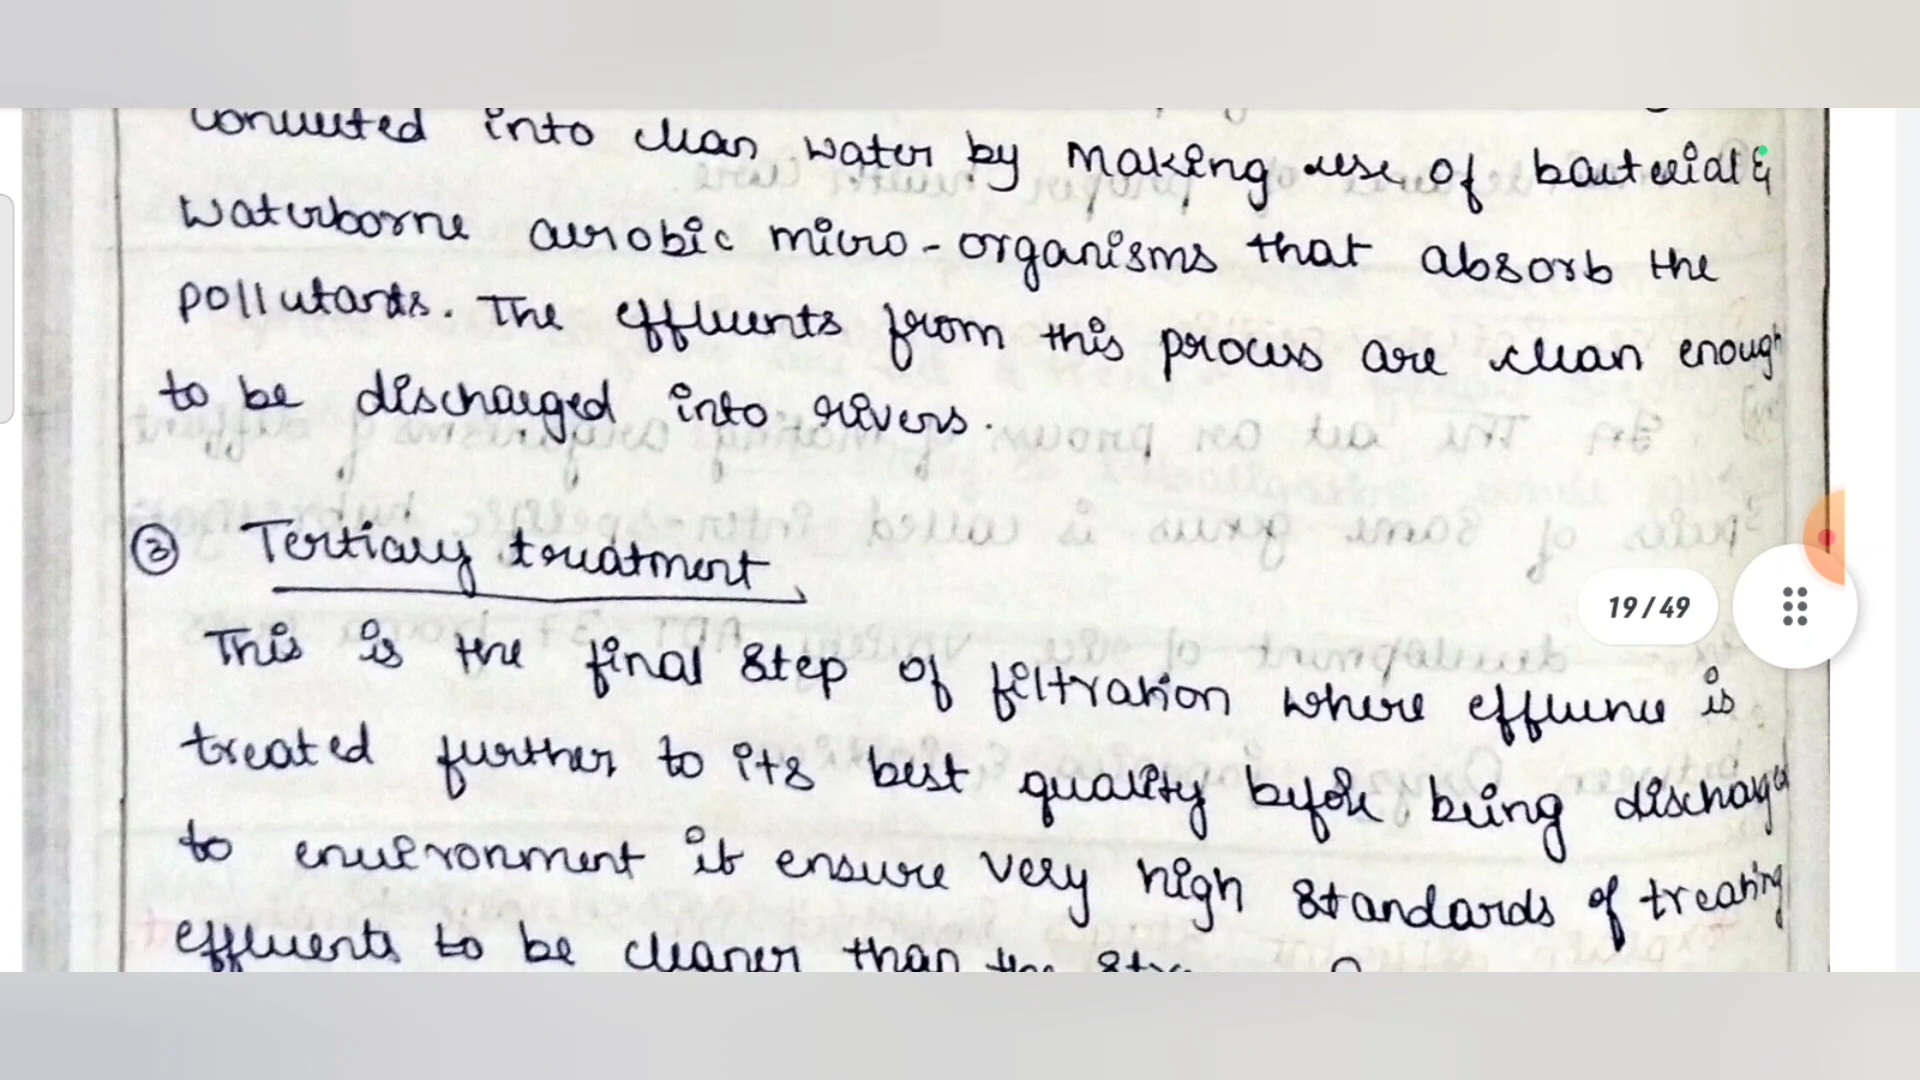 converted into clean water by making use of bacterial &
waterborne aerobic micro-organisms that absorb the
pollutants. The effluents from this process are clean enough
to be discharged into rivers.
③ Tertiary treatment
This is the final step of filtration where effluene is
treated further to its best quality before being discharged
to environment it ensure very high standards of treating
effluents to be cleaner than the
19/49